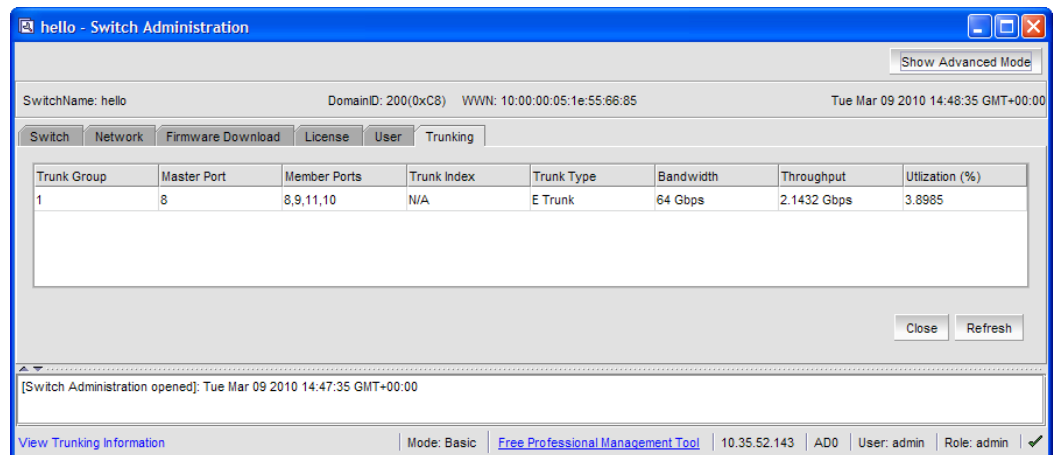 hello - Switch Administration
Show Advanced Mode
SwitchName: hello DomainID: 200(0xC8) WWN: 10:00:00:05:1e:55:66:85 Tue Mar 09 2010 14:48:35 GMT+00:00
Switch Network Firmware Download License User Trunking
Trunk Group Master Port Member Ports Trunk Index Trunk Type Bandwidth Throughput Utlization (%)
1 8 8,9,11,10 N/A E Trunk 64 Gbps 2.1432 Gbps 3.8985
Close Refresh
[Switch Administration opened]: Tue Mar 09 2010 14:47:35 GMT+00:00
View Trunking Information Mode: Basic Free Professional Management Tool 10.35.52.143 AD0 User: admin Role: admin